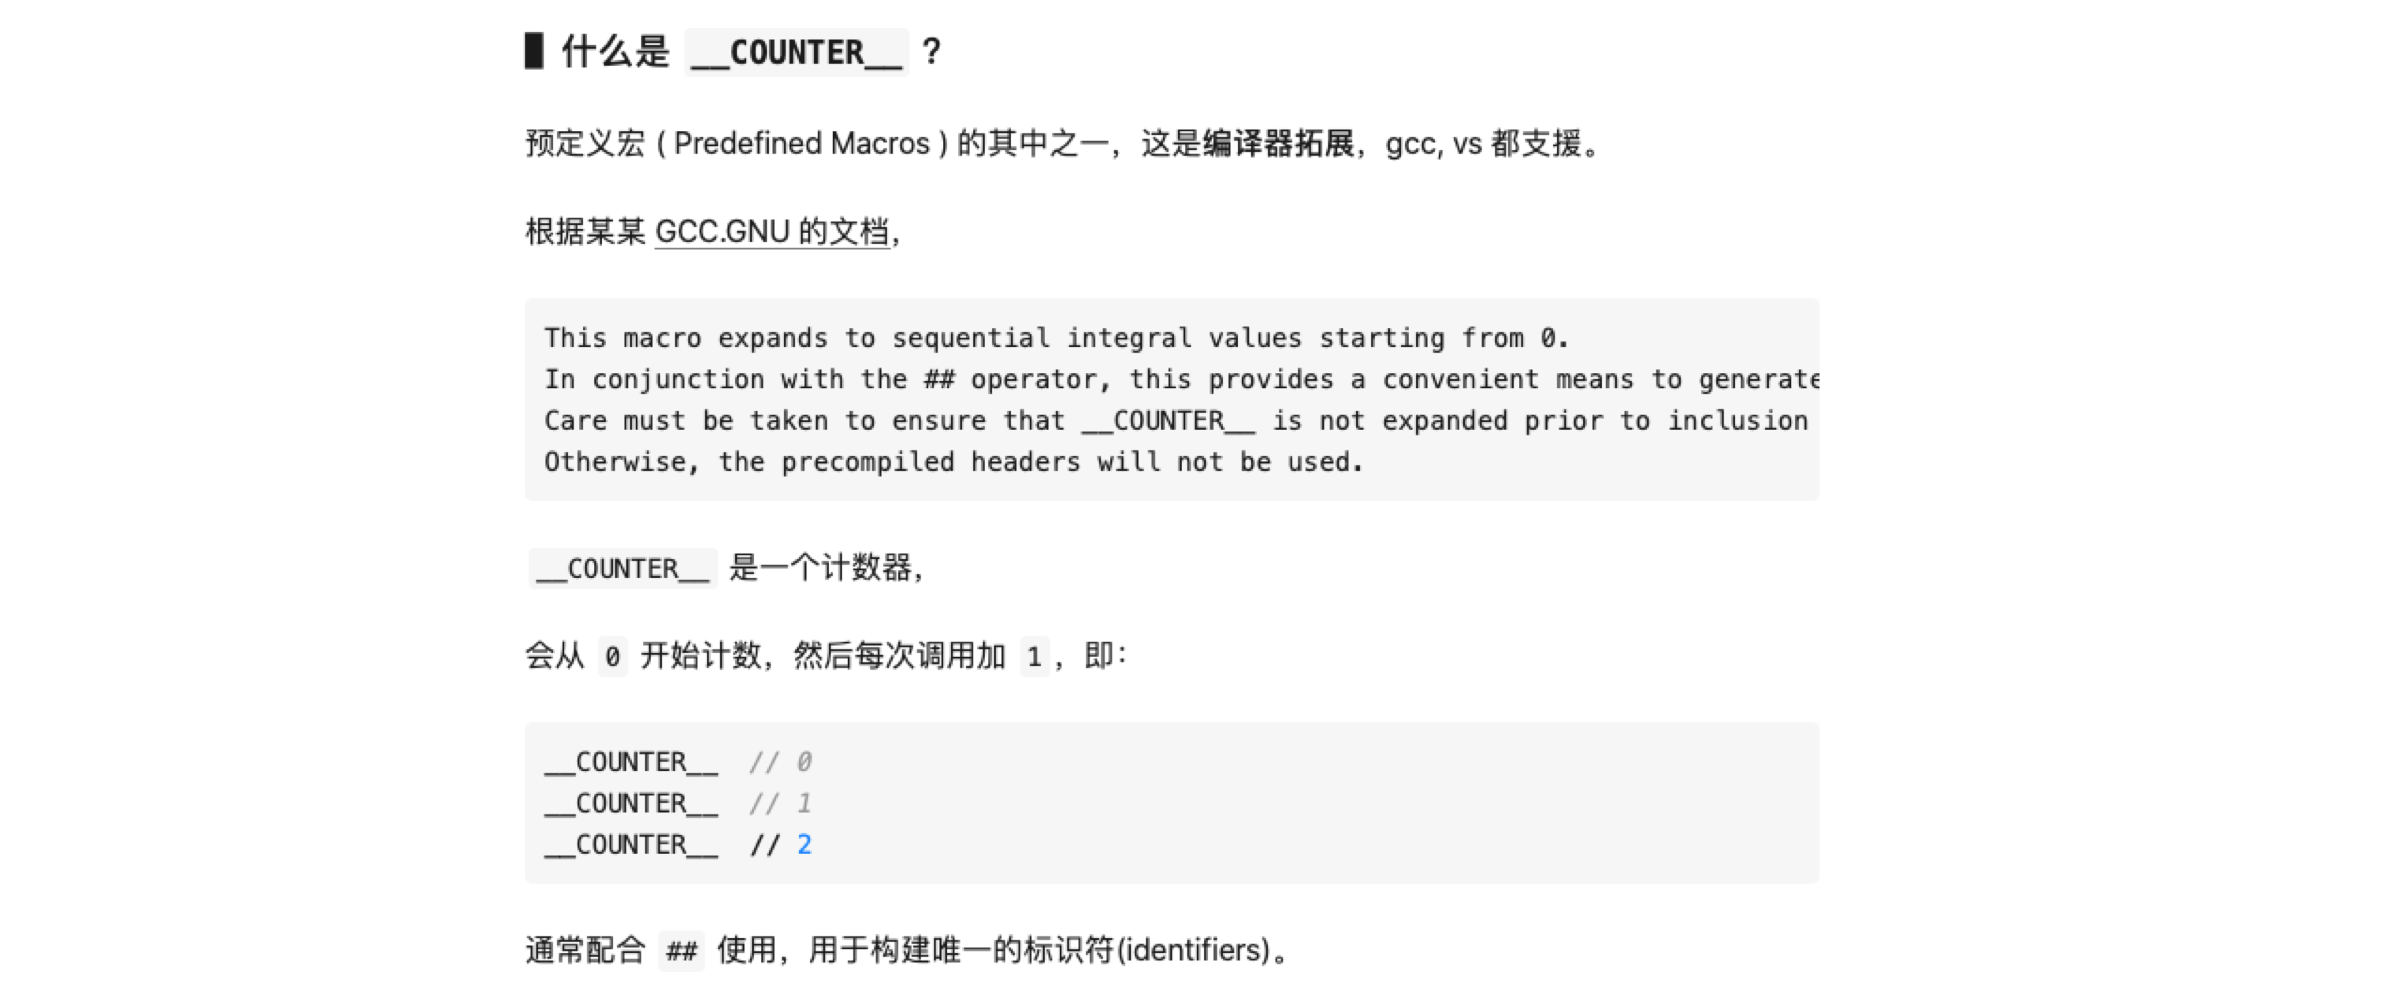 什么是 __COUNTER__ ?
预定义宏 ( Predefined Macros ) 的其中之一，这是编译器拓展，gcc, vs 都支援。
根据某某 GCC.GNU 的文档,
This macro expands to sequential integral values starting from 0.
In conjunction with the ## operator, this provides a convenient means to generate
Care must be taken to ensure that __COUNTER__ is not expanded prior to inclusion
Otherwise, the precompiled headers will not be used.
__COUNTER__ 是一个计数器,
会从 0 开始计数，然后每次调用加 1 ，即：
__COUNTER__  // 0
__COUNTER__  // 1
__COUNTER__  // 2
通常配合 ## 使用，用于构建唯一的标识符(identifiers)。